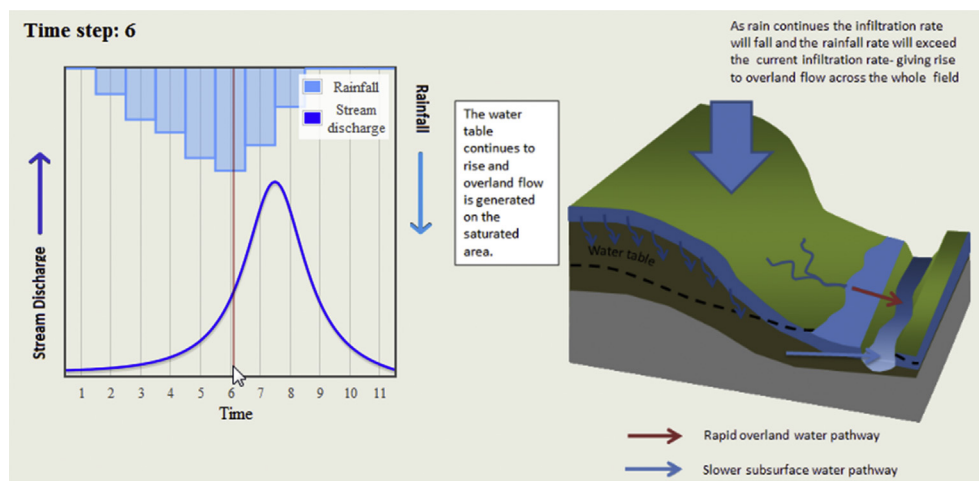 Time step: 6
Rainfall
Stream
discharge
Rainfall
Stream Discharge
1 2 3 4 5 6 7 8 9 10 11
Time
The water
table
continues to
rise and
overland flow
is generated
on the
saturated
area.
As rain continues the infiltration rate
will fall and the rainfall rate will exceed
the current infiltration rate- giving rise
to overland flow across the whole field
Water table
Rapid overland water pathway
Slower subsurface water pathway